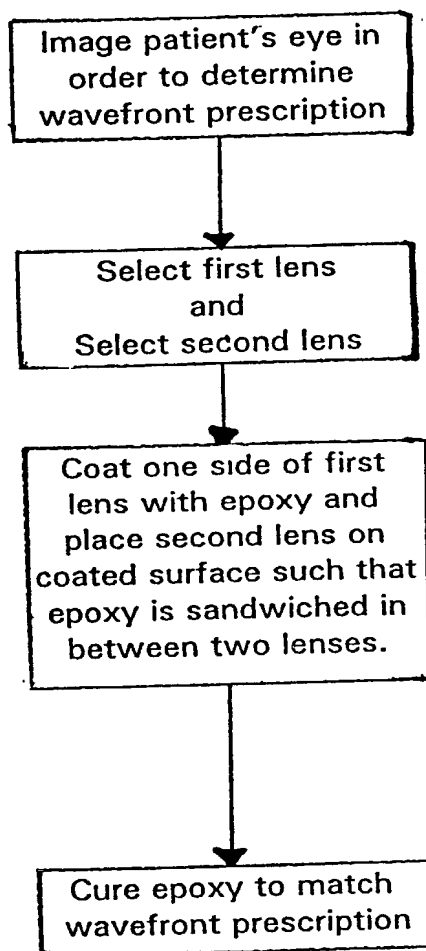 Image patient's eye in
order to determine
wavefront prescription
Select first lens
and
Select second lens
Coat one side of first
lens with epoxy and
place second lens on
coated surface such that
epoxy is sandwiched in
between two lenses.
Cure epoxy to match
wavefront prescription